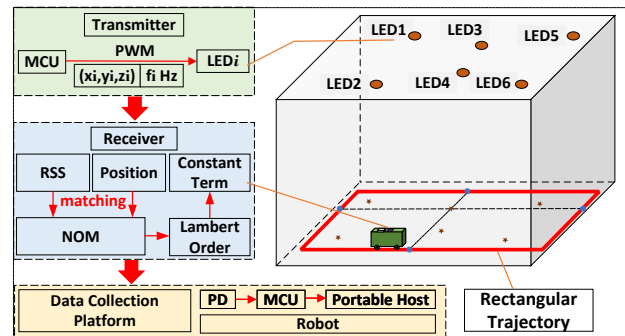 Transmitter
PWM
MCU
LEDi
(xi,yi,zi) fi Hz
Receiver
RSS
Position
Constant
Term
matching
NOM
Lambert
Order
Data Collection
Platform
PD
MCU
Portable Host
Robot
LED1
LED3
LED5
LED2
LED4
LED6
Rectangular
Trajectory